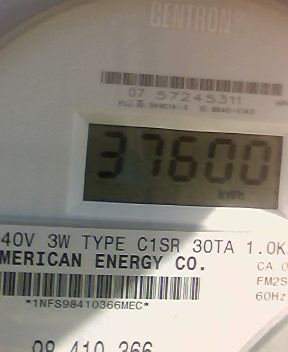 CENTRON®
07 57245311
37600
kWh
40V 3W TYPE C1SR 30TA 1.0K
MERICAN ENERGY CO.
CA 0
FM2S
60Hz
*1NFS98410366MEC*
98 410 366